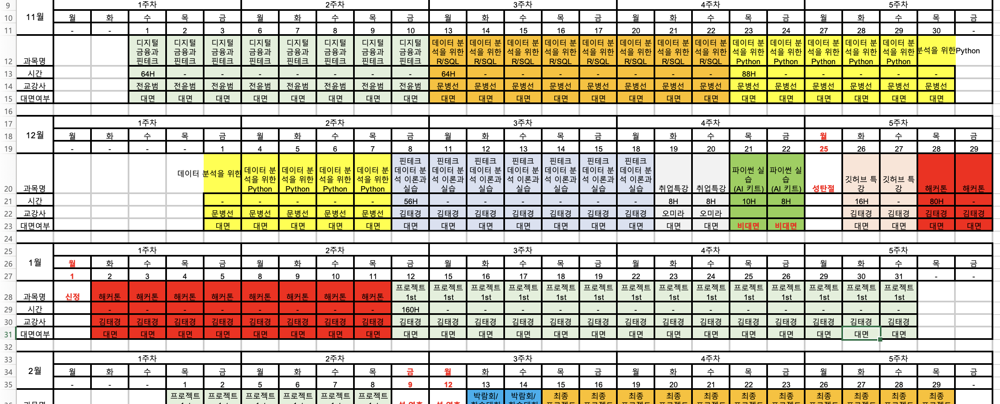 9 1주차 2주차 3주차 4주차 5주차
10 11월 월 화 수 목 금 월 화 수 목 금 월 화 수 목 금 월 화 수 목 금 월 화 수 목 금
11 - - 1 2 3 6 7 8 9 10 13 14 15 16 17 20 21 22 23 24 27 28 29 30 -
디지털 디지털 디지털 디지털 디지털 디지털 디지털 디지털 데이터 분 데이터 분 데이터 분 데이터 분 데이터 분 데이터 분 데이터 분 데이터 분 데이터 분 데이터 분 데이터 분 데이터 분 데이터 분
금융과 금융과 금융과 금융과 금융과 금융과 금융과 금융과 석을 위한 석을 위한 석을 위한 석을 위한 석을 위한 석을 위한 석을 위한 석을 위한 석을 위한 석을 위한 석을 위한 석을 위한 석을 위한 분석을 위한Python
12 과목명 핀테크 핀테크 핀테크 핀테크 핀테크 핀테크 핀테크 핀테크 R/SQL R/SQL R/SQL R/SQL R/SQL R/SQL R/SQL R/SQL Python Python Python Python Python
13 시간 64H - - - - - - - 64H - - - - - - - 88H - - - - -
14 교강사 전윤범 전윤범 전윤범 전윤범 전윤범 전윤범 전윤범 전윤범 문병선 문병선 문병선 문병선 문병선 문병선 문병선 문병선 문병선 문병선 문병선 문병선 문병선 문병선
15 대면여부 대면 대면 대면 대면 대면 대면 대면 대면 대면 대면 대면 대면 대면 대면 대면 대면 대면 대면 대면 대면 대면 대면
16
17 1주차 2주차 3주차 4주차 5주차
18 12월 월 화 수 목 금 월 화 수 목 금 월 화 수 목 금 월 화 수 목 금 월 화 수 목 금
19 - - - - 1 4 5 6 7 8 11 12 13 14 15 18 19 20 21 22 25 26 27 28 29
핀테크 핀테크 핀테크 핀테크 핀테크 핀테크 핀테크
데이터 분석을 위한 데이터 분 데이터 분 데이터 분 데이터 분 데이터 분 데이터 분 데이터 분 데이터 분 데이터 분 데이터 분 데이터 분 파이썬 실 파이썬 실
석을 위한 석을 위한 석을 위한 석을 위한 석 이론과 석 이론과 석 이론과 석 이론과 석 이론과 석 이론과 석 이론과 습 습 깃허브 특 깃허브 특
20 과목명 Python Python Python Python 실습 실습 실습 실습 실습 실습 실습 취업특강 취업특강 (AI 키트) (AI 키트) 성탄절 강 강 해커톤 해커톤
21 시간 - - - - - 56H - - - - - - 8H 8H 10H 8H 16H - 80H -
22 교강사 문병선 문병선 문병선 문병선 문병선 김태경 김태경 김태경 김태경 김태경 김태경 김태경 오미라 오미라 김태경 김태경 김태경 김태경
23 대면여부 대면 대면 대면 대면 대면 대면 대면 대면 대면 대면 대면 대면 대면 대면 비대면 비대면 대면 대면 대면 대면
24
25 1주차 2주차 3주차 4주차 5주차
26 1월 월 화 수 목 금 월 화 수 목 금 월 화 수 목 금 월 화 수 목 금 월 화 수 목 금
27 1 2 3 4 5 8 9 10 11 12 15 16 17 18 19 22 23 24 25 26 29 30 31 - -
프로젝트 프로젝트 프로젝트 프로젝트 프로젝트 프로젝트 프로젝트 프로젝트 프로젝트 프로젝트 프로젝트 프로젝트 프로젝트 프로젝트
28 과목명 신정 해커톤 해커톤 해커톤 해커톤 해커톤 해커톤 해커톤 해커톤 1st 1st 1st 1st 1st 1st 1st 1st 1st 1st 1st 1st 1st 1st
29 시간 - - - - - - - - 160H - - - - - - - - - - - - -
30 교강사 김태경 김태경 김태경 김태경 김태경 김태경 김태경 김태경 김태경 김태경 김태경 김태경 김태경 김태경 김태경 김태경 김태경 김태경 김태경 김태경 김태경 김태경
31 대면여부 대면 대면 대면 대면 대면 대면 대면 대면 대면 대면 대면 대면 대면 대면 대면 대면 대면 대면 대면 대면 대면 대면
32
33 1주차 2주차 3주차 4주차 5주차
34 2월 월 화 수 목 금 월 화 수 목 금 월 화 수 목 금 월 화 수 목 금 월 화 수 목 금
35 - - - 1 2 5 6 7 8 9 12 13 14 15 16 19 20 21 22 23 26 27 28 29 -
프로젝트 프로젝트 프로젝트 프로젝트 프로젝트 프로젝트 박람회/ 박람회/ 최종 최종 최종 최종 최종 최종 최종 최종 최종 최종 최종